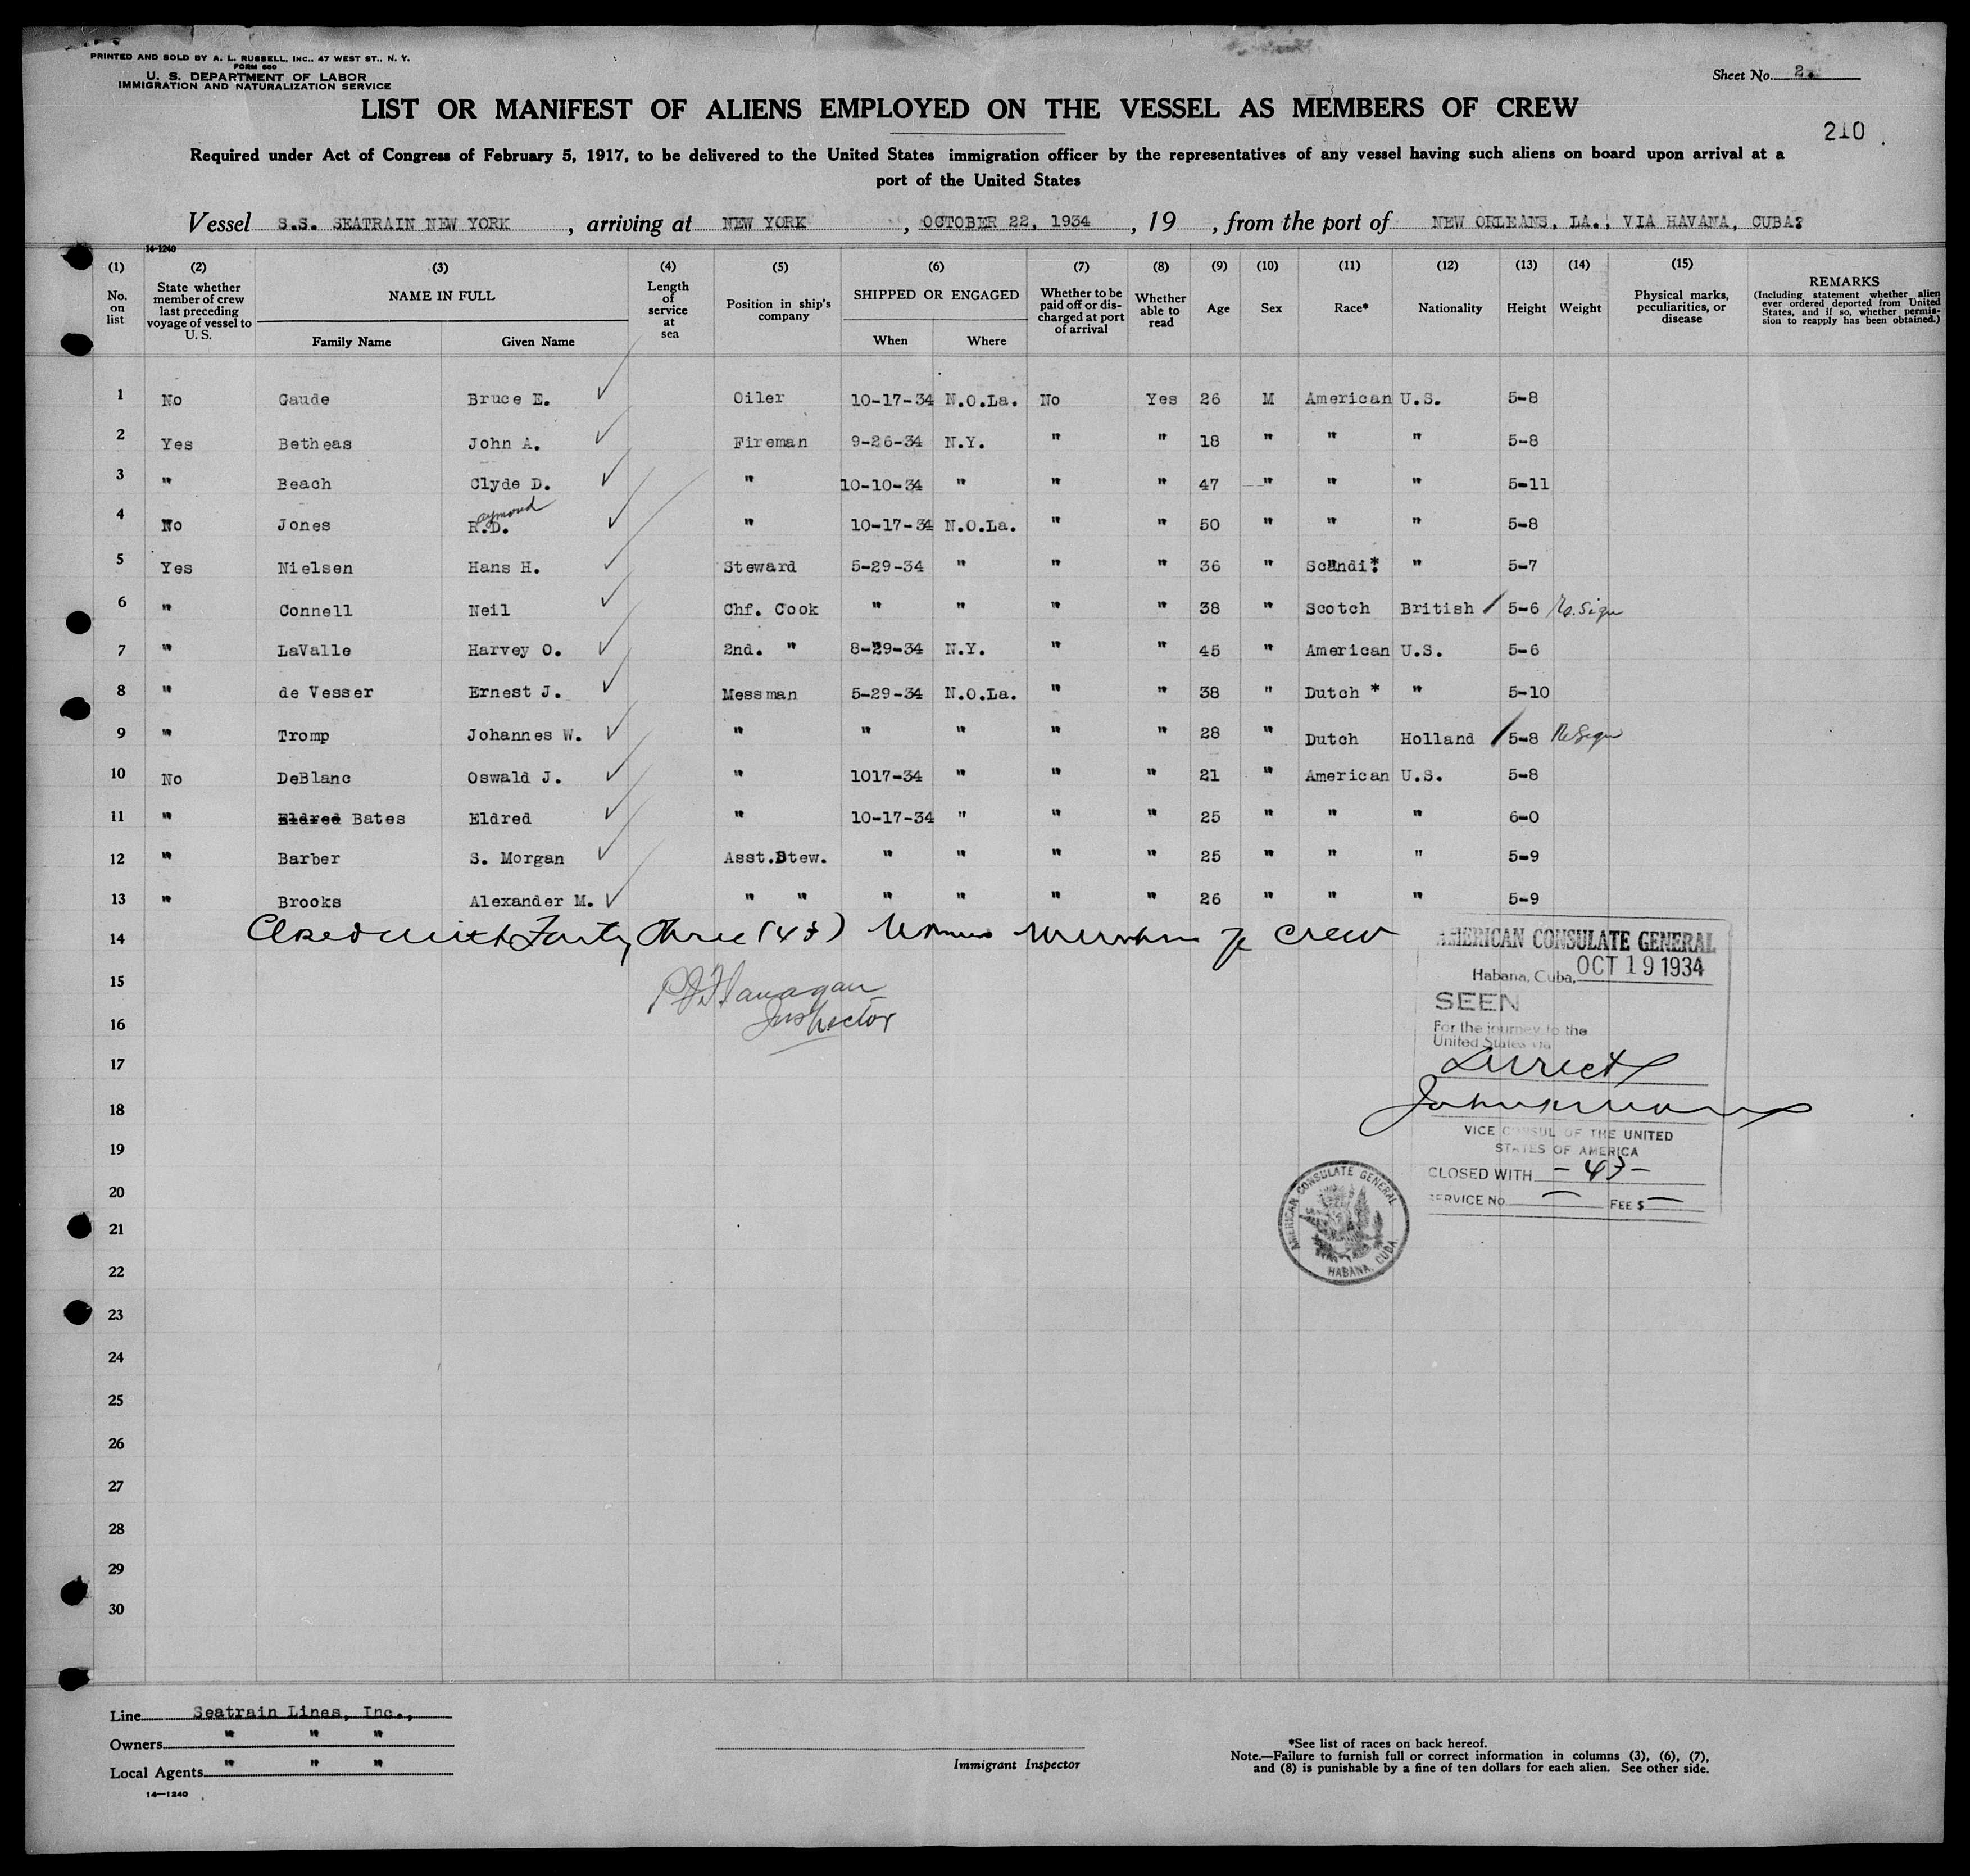 PRINTED AND SOLD BY A. L. RUSSELL, INC., 47 WEST ST., N. Y.
FORM 680
U. S. DEPARTMENT OF LABOR
IMMIGRATION AND NATURALIZATION SERVICE
Sheet No. 2.
LIST OR MANIFEST OF ALIENS EMPLOYED ON THE VESSEL AS MEMBERS OF CREW
210
Required under Act of Congress of February 5, 1917, to be delivered to the United States immigration officer by the representatives of any vessel having such aliens on board upon arrival at a
port of the United States
Vessel S.S. SEATRAIN NEW YORK, arriving at NEW YORK, OCTOBER 22, 1934, 19 , from the port of NEW ORLEANS, LA., VIA HAVANA, CUBA?
14-1240
(1) (2) (3) (4) (5) (6) (7) (8) (9) (10) (11) (12) (13) (14) (15)
No. on list
State whether member of crew last preceding voyage of vessel to U. S.
NAME IN FULL
Family Name Given Name
Length of service at sea
Position in ship's company
SHIPPED OR ENGAGED
When Where
Whether to be paid off or discharged at port of arrival
Whether able to read
Age Sex Race* Nationality Height Weight
Physical marks, peculiarities, or disease
REMARKS
(Including statement whether alien ever ordered deported from United States, and if so, whether permission to reapply has been obtained.)
1 No Gaude Bruce E. Oiler 10-17-34 N.O.La. No Yes 26 M American U.S. 5-8
2 Yes Betheas John A. Fireman 9-26-34 N.Y. " " 18 " " " 5-8
3 " Beach Clyde D. " 10-10-34 " " " 47 " " " 5-11
4 No Jones R.D. aymond " 10-17-34 N.O.La. " " 50 " " " 5-8
5 Yes Nielsen Hans H. Steward 5-29-34 " " " 36 " Scandi.* " 5-7
6 " Connell Neil Chf. Cook " " " " 38 " Scotch British 5-6
7 " LaValle Harvey O. 2nd. " 8-29-34 N.Y. " " 45 " American U.S. 5-6
8 " de Vesser Ernest J. Messman 5-29-34 N.O.La. " " 38 " Dutch * " 5-10
9 " Tromp Johannes W. " " " " " 28 " Dutch Holland 5-8
10 No DeBlanc Oswald J. " 1017-34 " " " 21 " American U.S. 5-8
11 " Eldred Bates Eldred " 10-17-34 " " " 25 " " " 6-0
12 " Barber S. Morgan Asst.Stew. " " " " 25 " " " 5-9
13 " Brooks Alexander M. " " " " " " 26 " " " 5-9
14 Closed with Forty Three (43) members of crew
15
16
17
18
19
20
21
22
23
24
25
26
27
28
29
30
P.J. Flanagan
Inspector
AMERICAN CONSULATE GENERAL
Habana, Cuba, OCT 19 1934
SEEN
For the journey to the
United States via
Direct
VICE CONSUL OF THE UNITED
STATES OF AMERICA
CLOSED WITH - 43 -
SERVICE No. — FEE $ —
AMERICAN CONSULATE GENERAL
HABANA, CUBA
Line Seatrain Lines, Inc.,
Owners " " "
Local Agents " " "
14—1240
Immigrant Inspector
*See list of races on back hereof.
Note.—Failure to furnish full or correct information in columns (3), (6), (7),
and (8) is punishable by a fine of ten dollars for each alien. See other side.